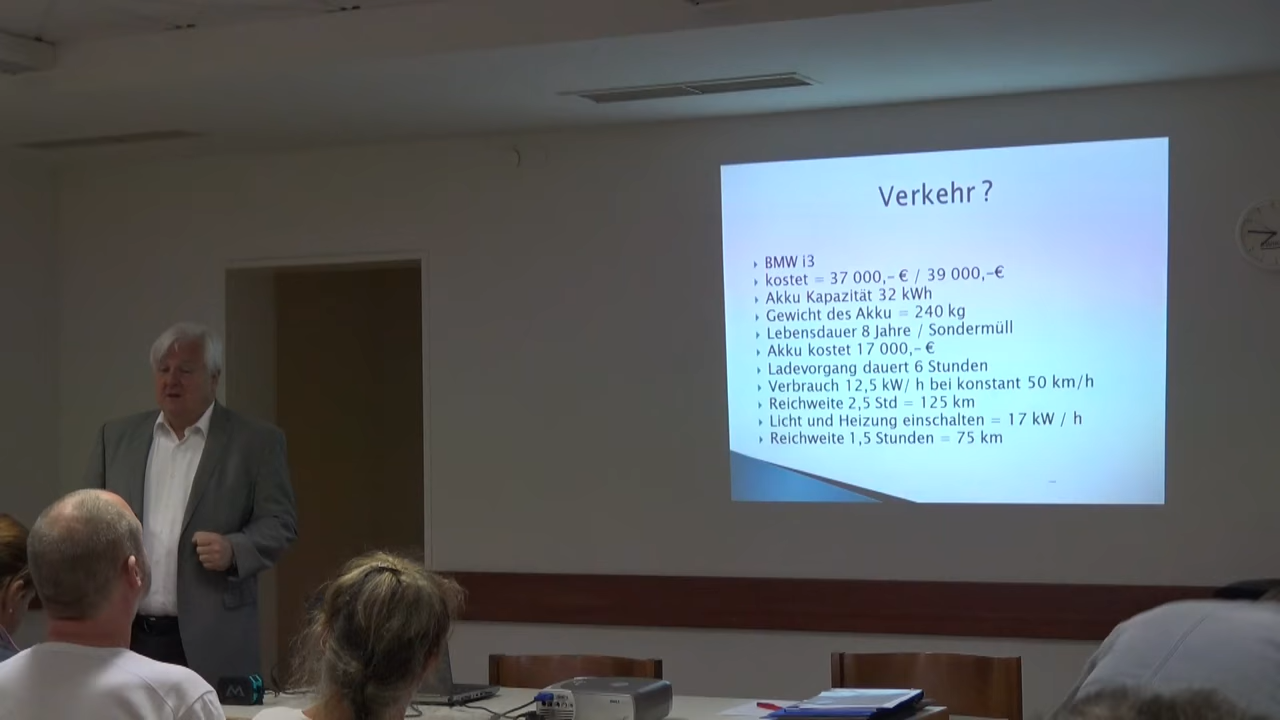 Verkehr ?
BMW i3
kostet = 37 000,- € / 39 000,-€
Akku Kapazität 32 kWh
Gewicht des Akku = 240 kg
Lebensdauer 8 Jahre / Sondermüll
Akku kostet 17 000,- €
Ladevorgang dauert 6 Stunden
Verbrauch 12,5 kW/ h bei konstant 50 km/h
Reichweite 2,5 Std = 125 km
Licht und Heizung einschalten = 17 kW / h
Reichweite 1,5 Stunden = 75 km